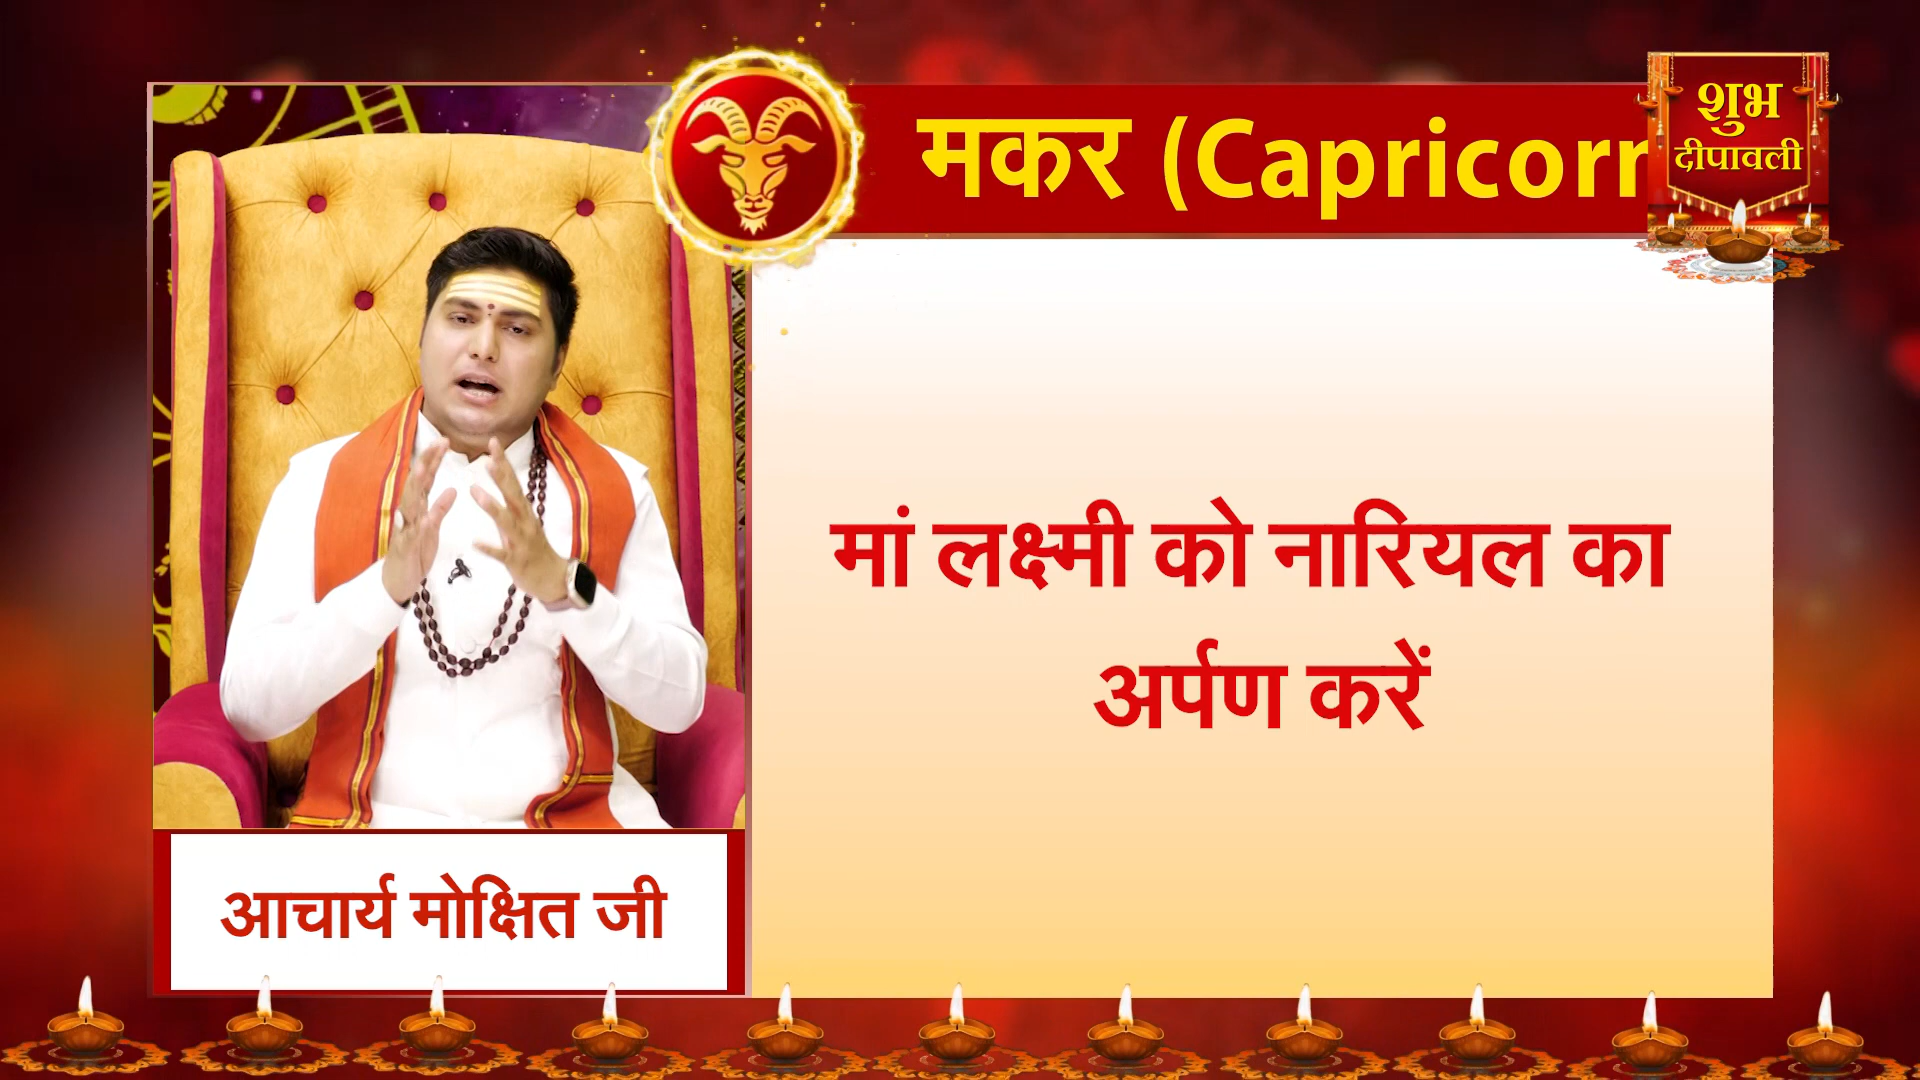 मकर (Capricorn
शुभ
दीपावली
मां लक्ष्मी को नारियल का
अर्पण करें
आचार्य मोक्षित जी